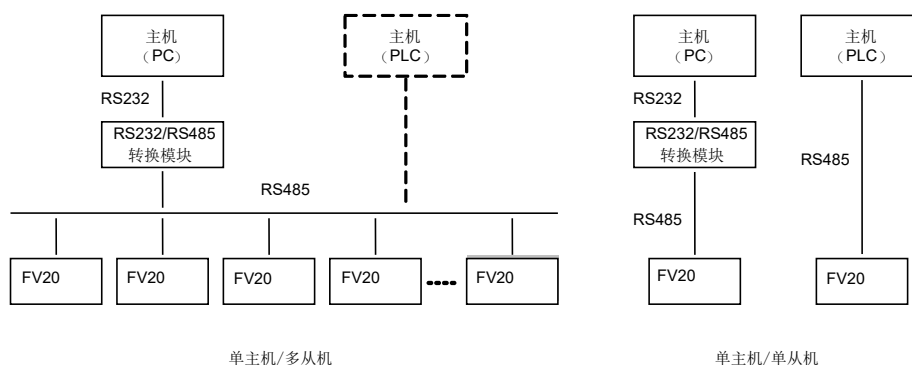 主机
（PC）
主机
（PLC）
RS232
RS232/RS485
转换模块
RS485
FV20
FV20
FV20
FV20
FV20
单主机/多从机
主机
（PC）
主机
（PLC）
RS232
RS232/RS485
转换模块
RS485
RS485
FV20
FV20
单主机/单从机